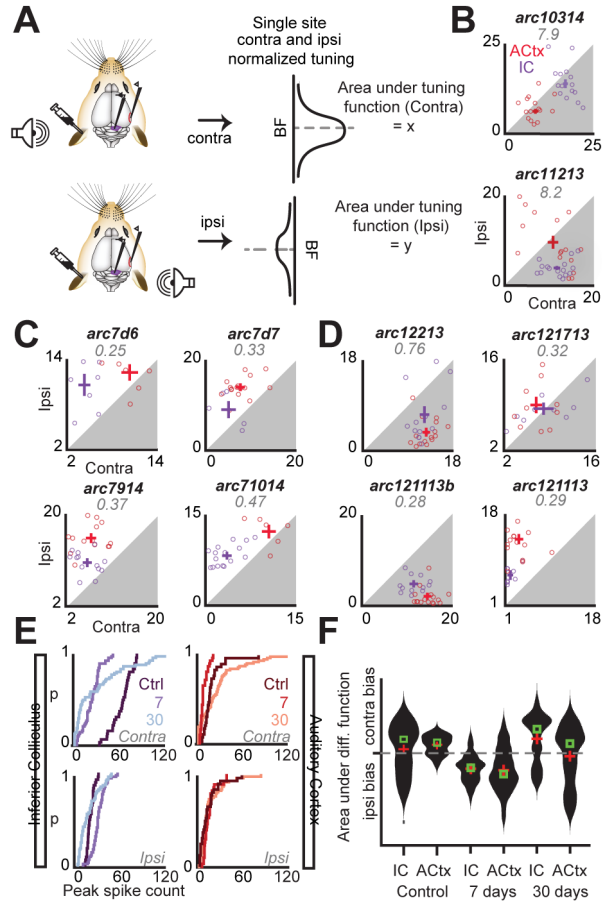 A
Single site
contra and ipsi
normalized tuning
contra
BF
Area under tuning
function (Contra)
= x
ipsi
BF
Area under tuning
function (Ipsi)
= y
B
arc10314
7.9
25
ACtx
IC
0
25
arc11213
8.2
20
Ipsi
0
0
20
Contra
C
arc7d6
0.25
14
Ipsi
2
2
14
Contra
arc7d7
0.33
20
0
0
20
arc7914
0.37
20
Ipsi
2
2
20
Contra
arc71014
0.47
15
0
0
15
D
arc12213
0.76
18
0
0
18
arc121713
0.32
16
2
2
16
arc121113b
0.28
20
0
0
20
arc121113
0.29
18
1
1
18
E
Inferior Colliculus
1
p
0
Ctrl
7
30
Contra
0
60
120
1
0
Ctrl
7
30
Contra
0
60
120
Auditory Cortex
1
p
0
Ipsi
0
60
120
Peak spike count
1
0
Ipsi
0
60
120
F
Area under diff. function
ipsi bias
contra bias
IC ACtx IC ACtx IC ACtx
Control 7 days 30 days